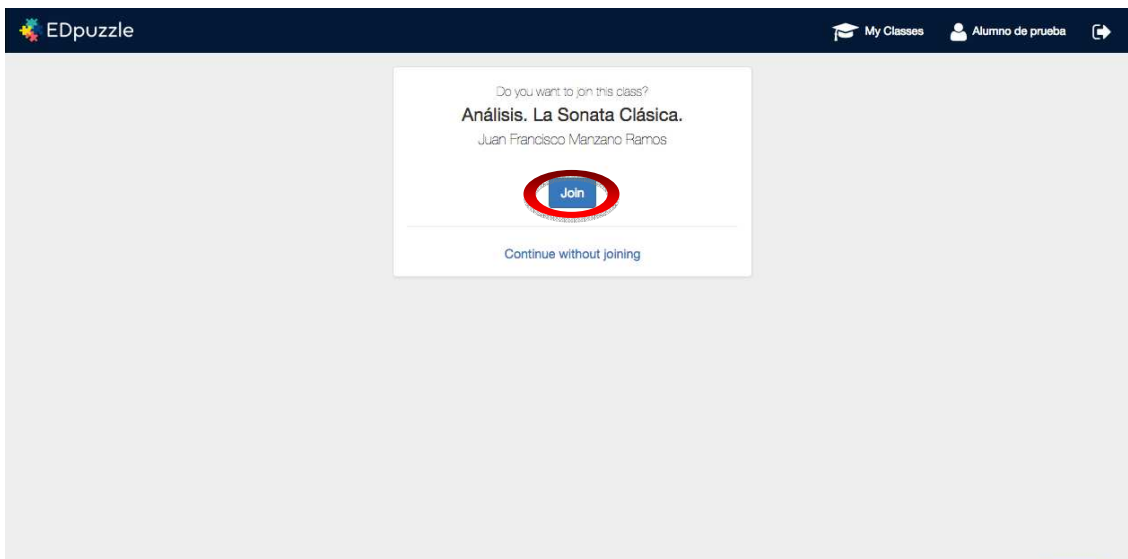 EDpuzzle
My Classes
Alumno de prueba
Do you want to join this class?
Análisis. La Sonata Clásica.
Juan Francisco Manzano Ramos
Join
Continue without joining